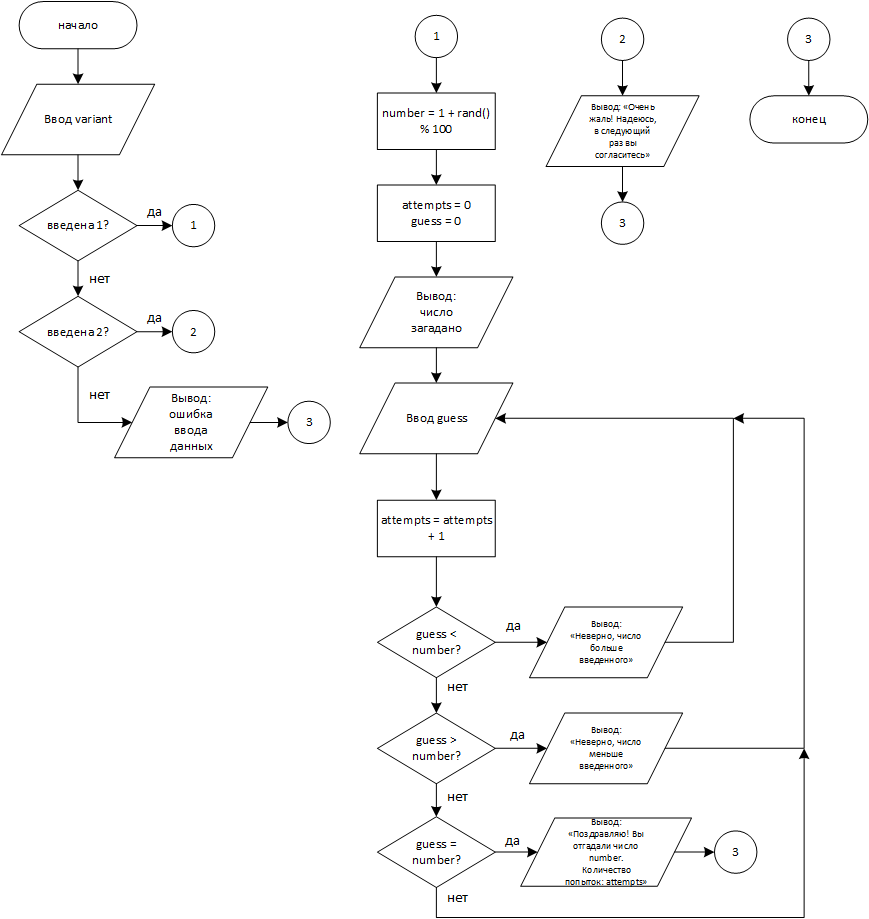 начало
Ввод variant
введена 1?
да
1
нет
введена 2?
да
2
нет
Вывод:
ошибка
ввода
данных
3
1
number = 1 + rand()
% 100
attempts = 0
guess = 0
Вывод:
число
загадано
Ввод guess
attempts = attempts
+ 1
guess <
number?
да
Вывод:
«Неверно, число
больше
введенного»
нет
guess >
number?
да
Вывод:
«Неверно, число
меньше
введенного»
нет
guess =
number?
да
Вывод:
«Поздравляю! Вы
отгадали число
number.
Количество
попыток: attempts»
3
нет
2
Вывод: «Очень
жаль! Надеюсь,
в следующий
раз вы
согласитесь»
3
3
конец